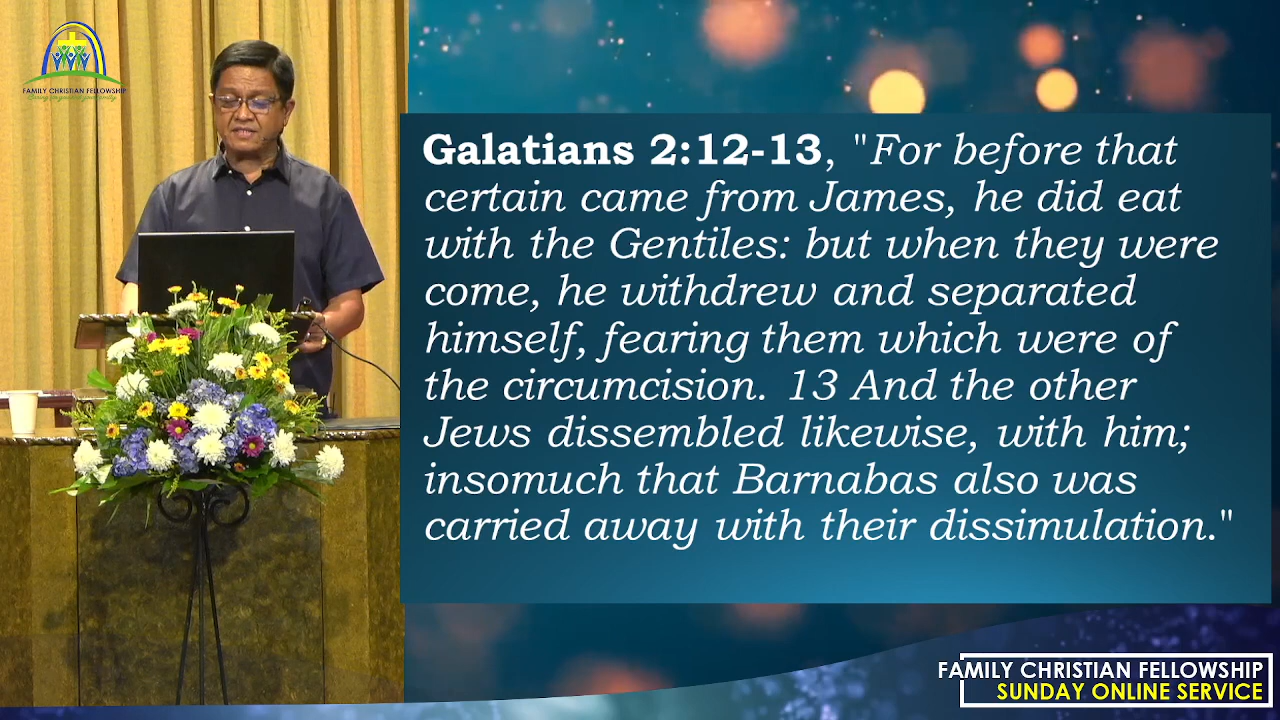 FAMILY CHRISTIAN FELLOWSHIP
Galatians 2:12-13, "For before that
certain came from James, he did eat
with the Gentiles: but when they were
come, he withdrew and separated
himself, fearing them which were of
the circumcision. 13 And the other
Jews dissembled likewise, with him;
insomuch that Barnabas also was
carried away with their dissimulation."
FAMILY CHRISTIAN FELLOWSHIP
SUNDAY ONLINE SERVICE